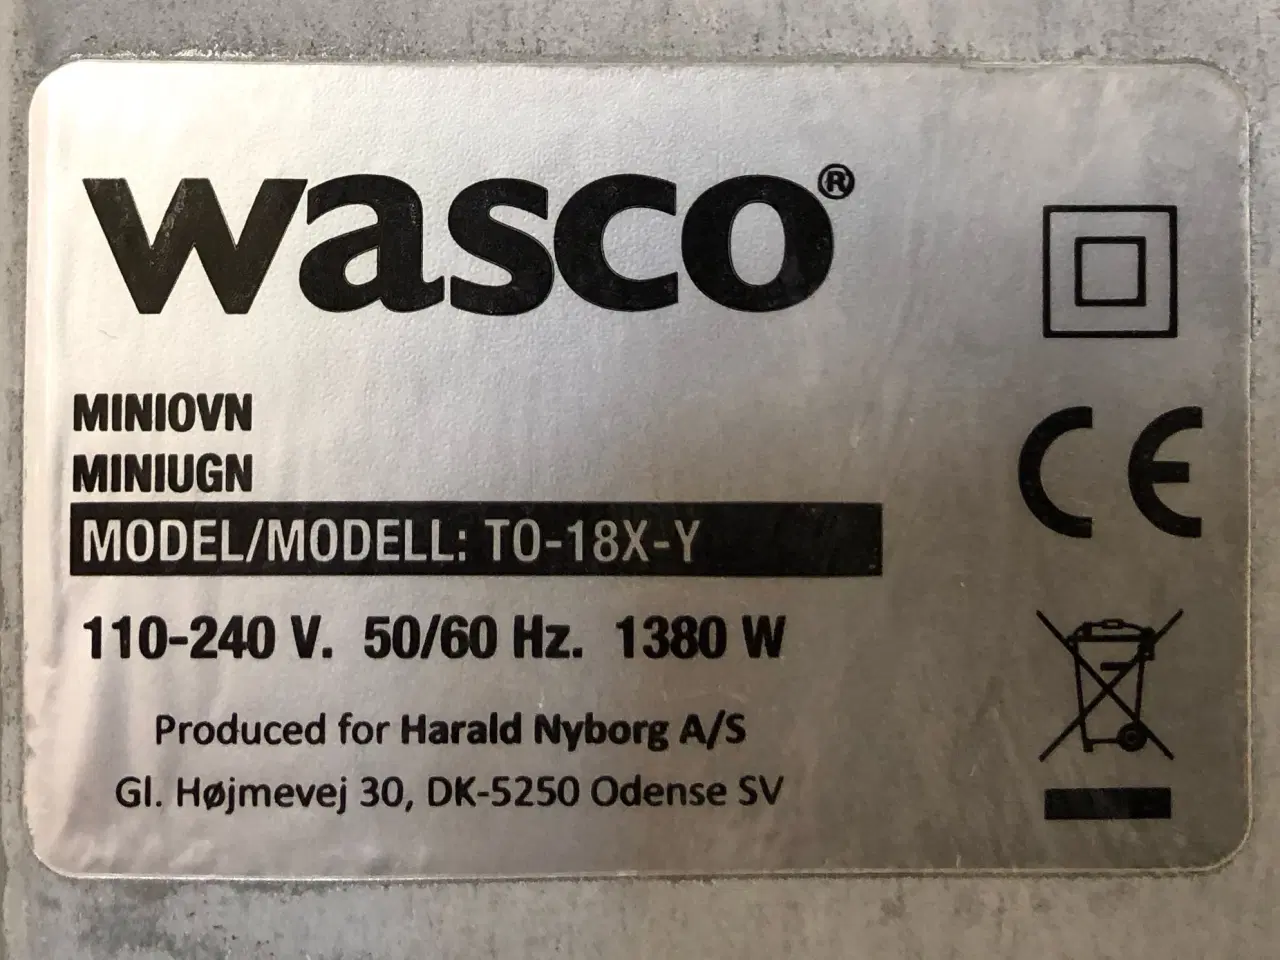 wasco®
MINIOVN
MINIUGN
MODEL/MODELL: TO-18X-Y
110-240 V. 50/60 Hz. 1380 W
Produced for Harald Nyborg A/S
Gl. Højmevej 30, DK-5250 Odense SV
CE